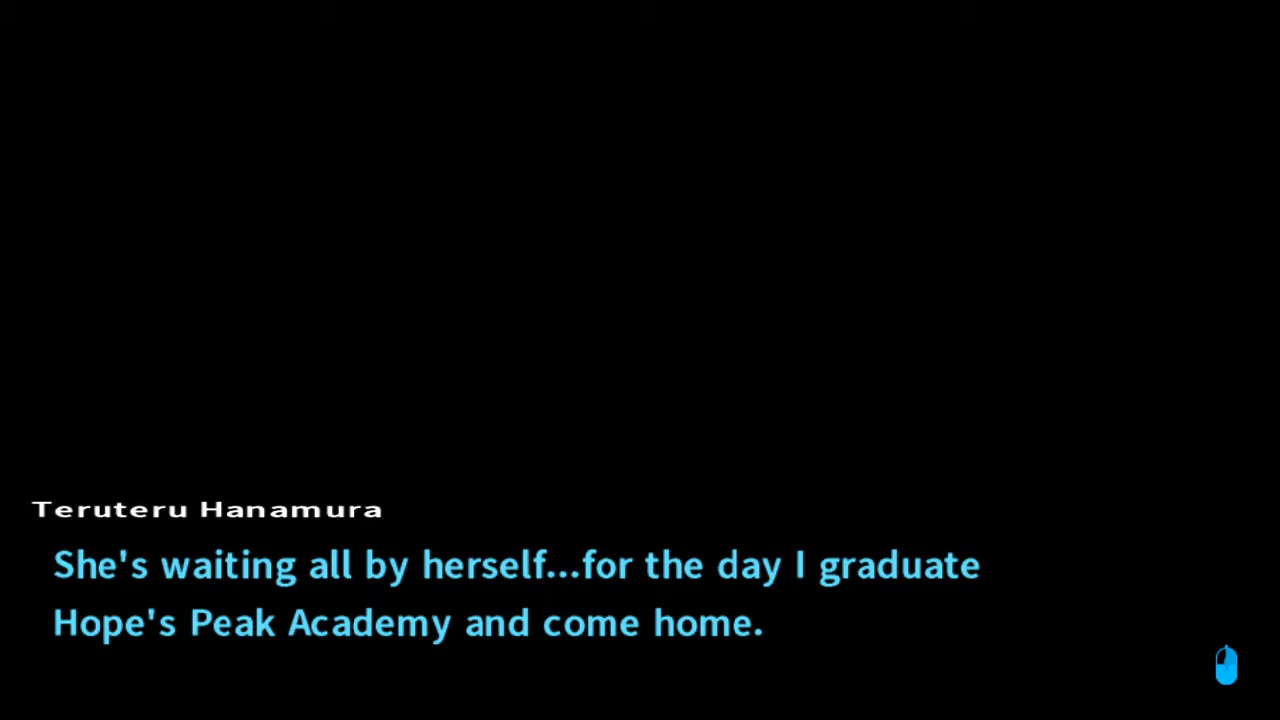 Teruteru Hanamura
She's waiting all by herself...for the day I graduate
Hope's Peak Academy and come home.